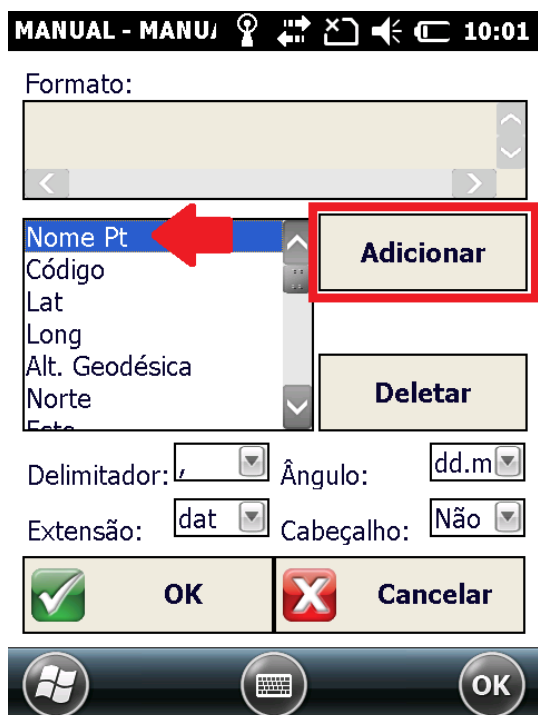 MANUAL - MANU 10:01
Formato:
Nome Pt
Adicionar
Código
Lat
Long
Alt. Geodésica
Norte
Deletar
Delimitador: , Ângulo: dd.m
Extensão: dat Cabeçalho: Não
OK Cancelar
OK